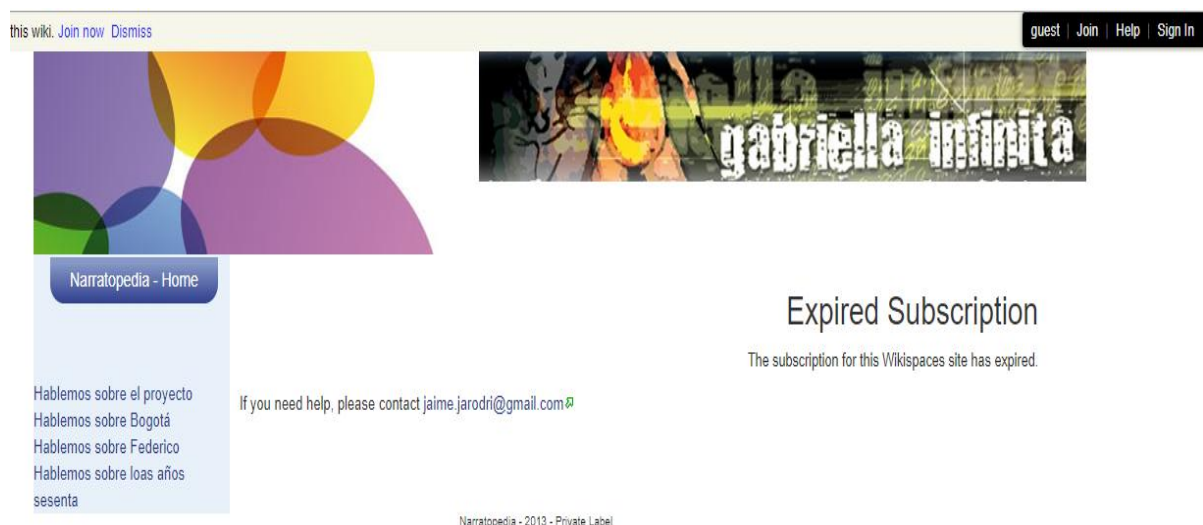 this wiki. Join now Dismiss
guest | Join | Help | Sign In
gabriella infinita
Narratopedia - Home
Expired Subscription
The subscription for this Wikispaces site has expired.
Hablemos sobre el proyecto
Hablemos sobre Bogotá
Hablemos sobre Federico
Hablemos sobre loas años
sesenta
If you need help, please contact jaime.jarodri@gmail.com
Narratopedia - 2013 - Private Label